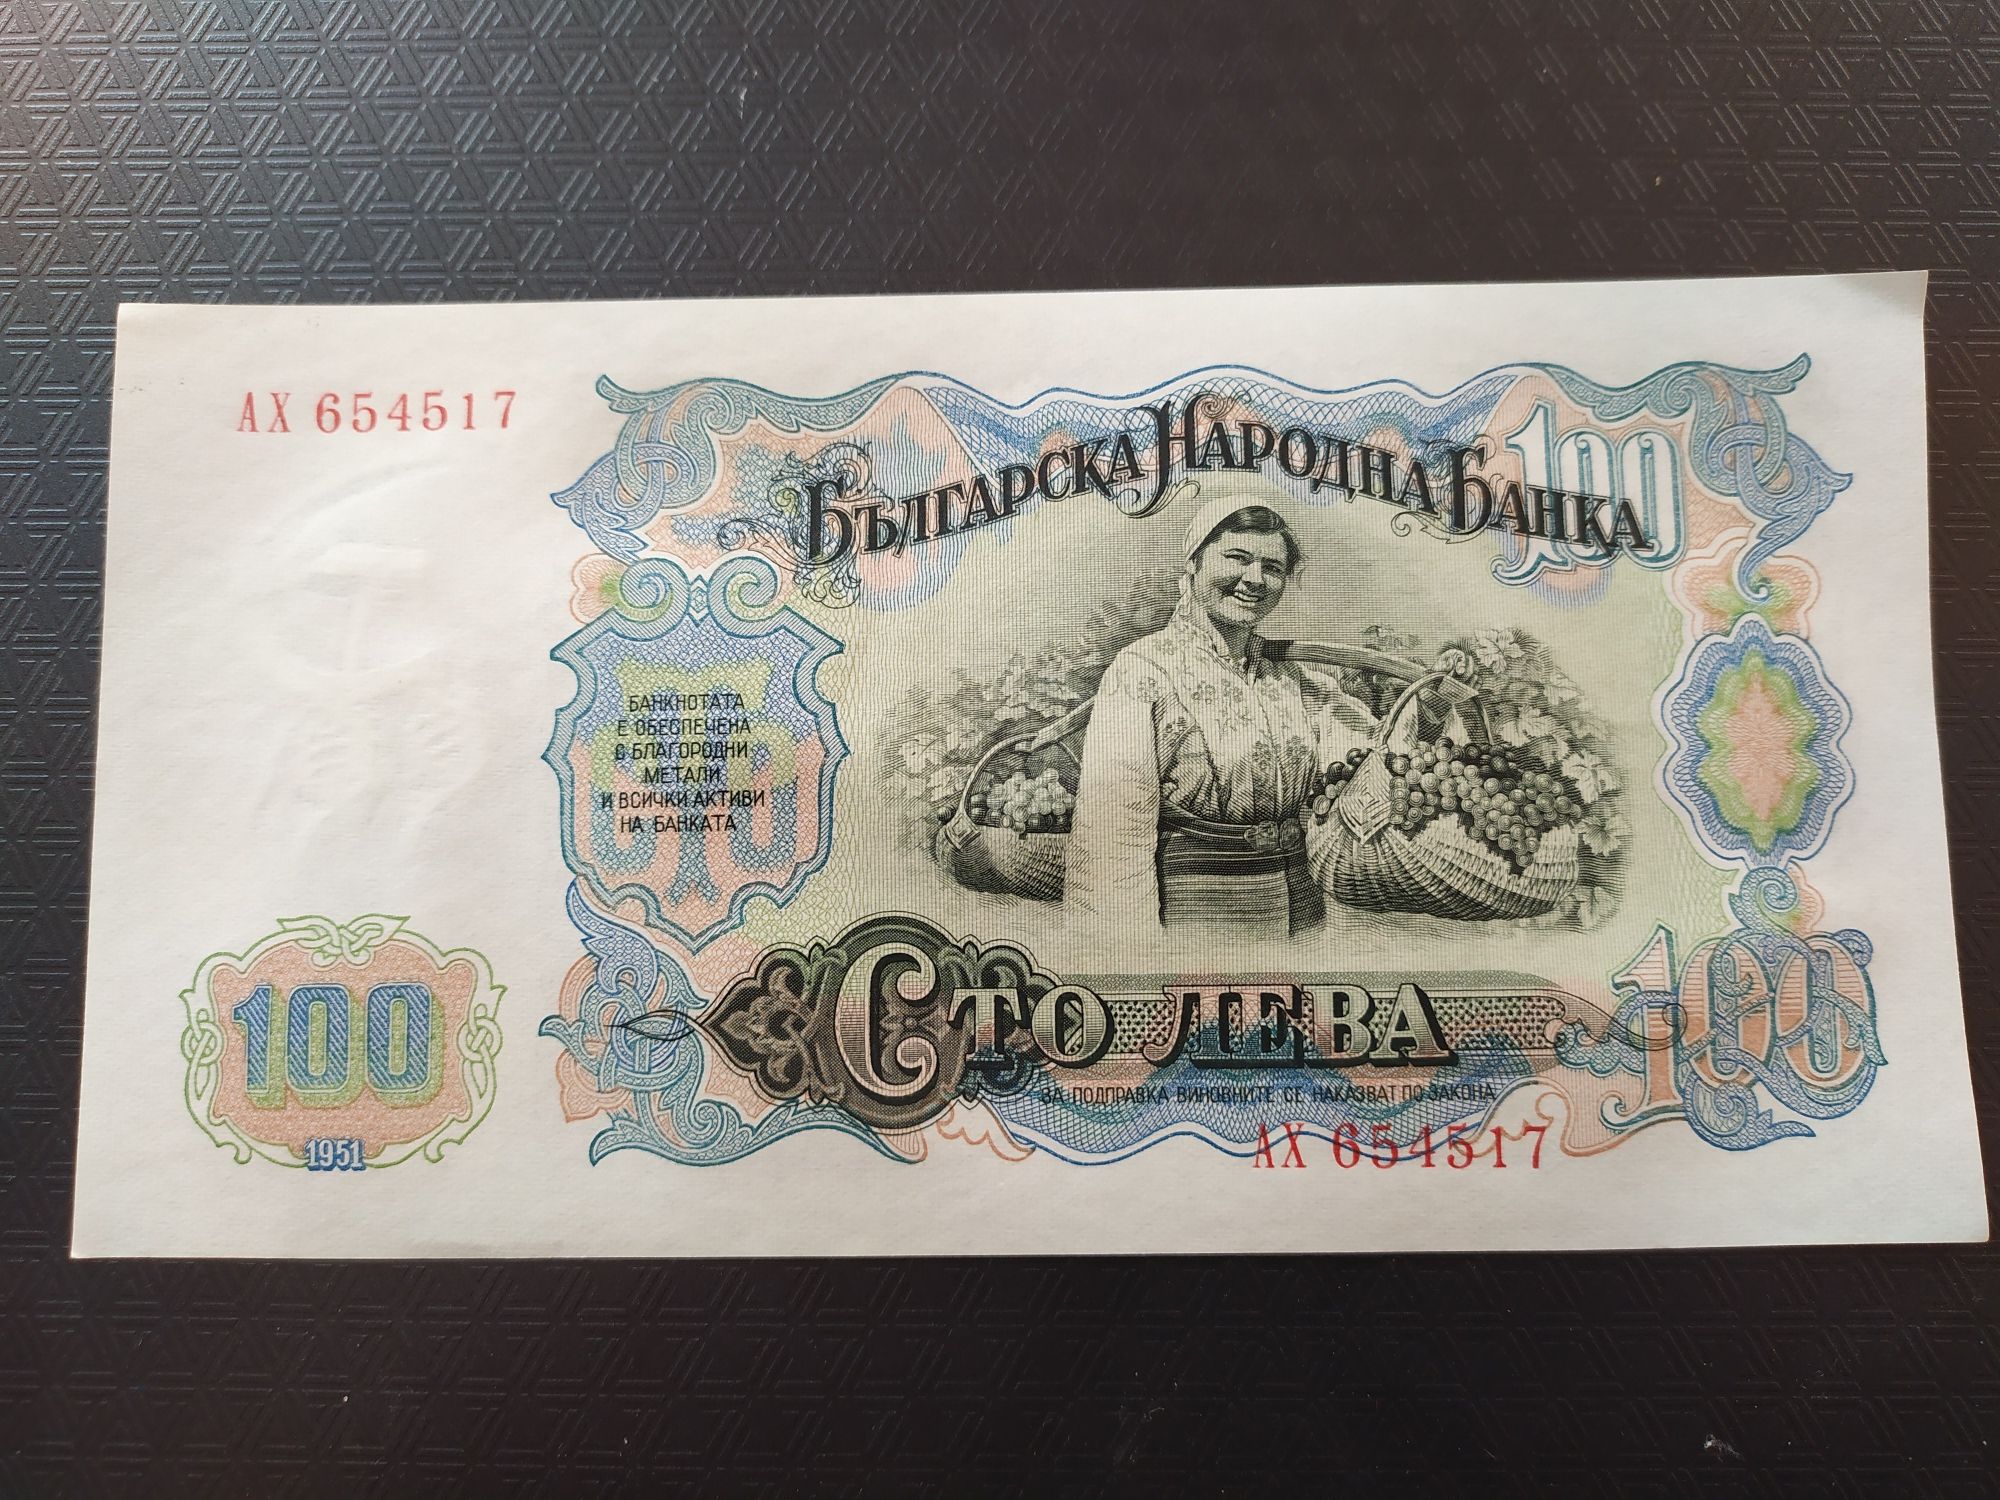 АХ 654517
БЪЛГАРСКА НАРОДНА БАНКА
100
БАНКНОТАТА
Е ОБЕСПЕЧЕНА
С БЛАГОРОДНИ
МЕТАЛИ
И ВСИЧКИ АКТИВИ
НА БАНКАТА
100
1951
СТО ЛЕВА
100
ЗА ПОДПРАВКА ВИНОВНИТЕ СЕ НАКАЗВАТ ПО ЗАКОНА
АХ 654517